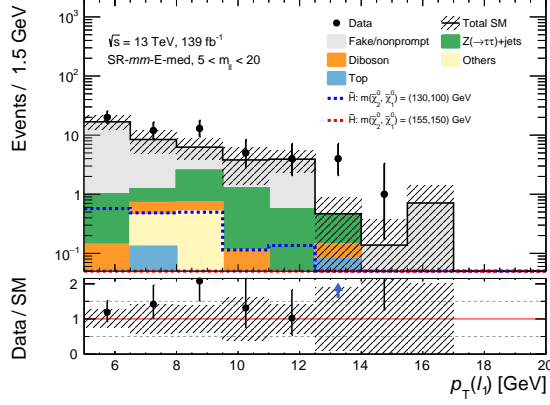 √s = 13 TeV, 139 fb⁻¹
SR-mm-E-med, 5 < m_ll < 20
Data
Total SM
Fake/nonprompt
Z(→ττ)+jets
Diboson
Others
Top
H̃: m(χ̃⁰₂, χ̃⁰₁) = (130,100) GeV
H̃: m(χ̃⁰₂, χ̃⁰₁) = (155,150) GeV
Events / 1.5 GeV
10³
10²
10
1
10⁻¹
Data / SM
2
1
0
6 8 10 12 14 16 18 20
p_T(l₁) [GeV]